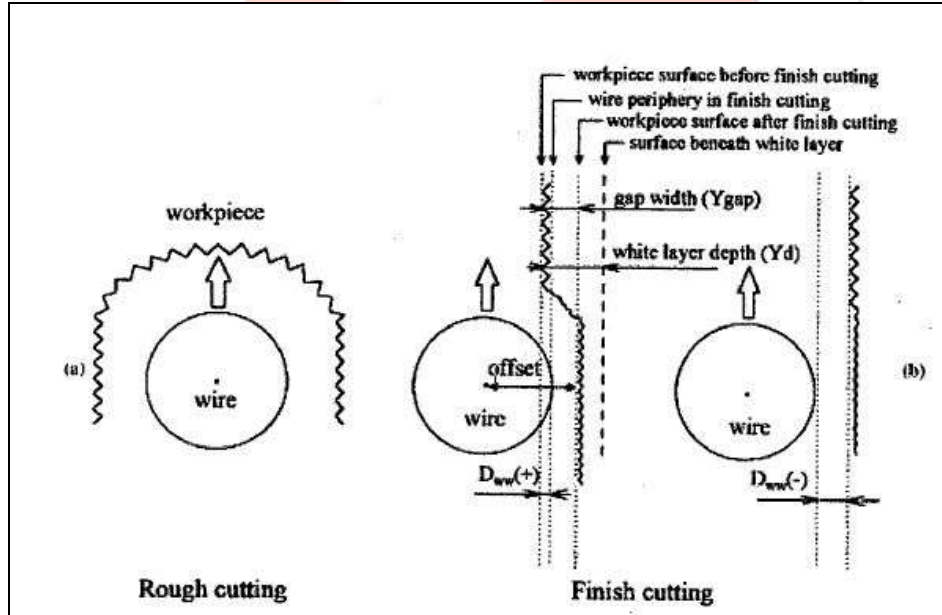 workpiece surface before finish cutting
wire periphery in finish cutting
workpiece surface after finish cutting
surface beneath white layer
gap width (Ygap)
workpiece
white layer depth (Yd)
(a)
offset
(b)
wire
wire
wire
Dww(+)
Dww(-)
Rough cutting
Finish cutting